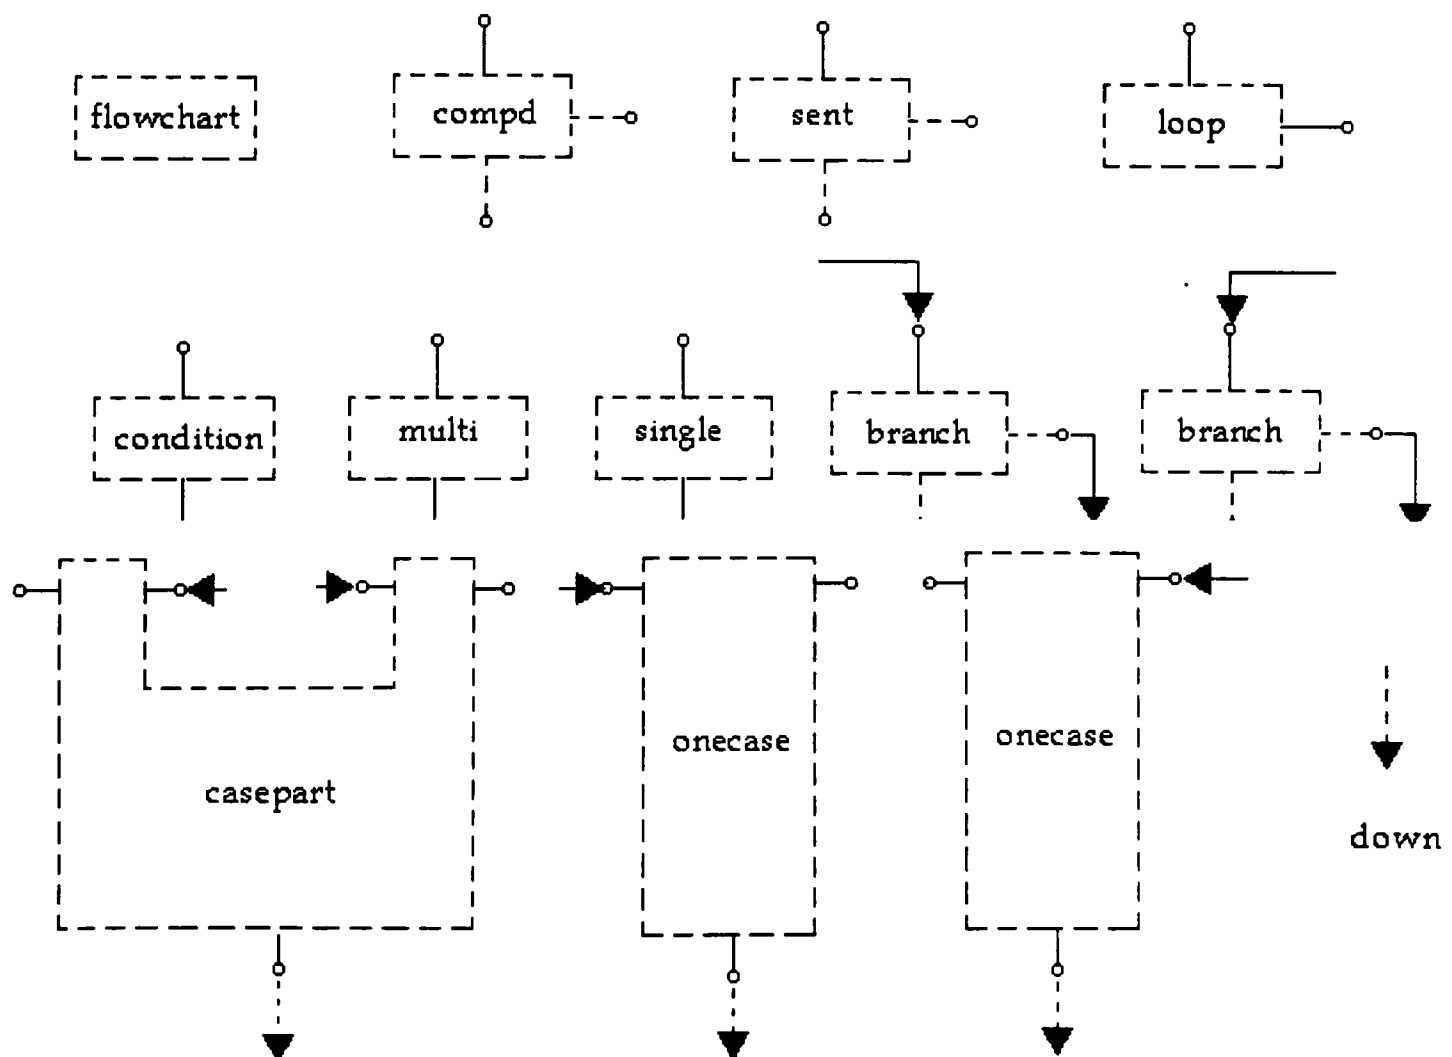 flowchart
compd
sent
loop
condition
multi
single
branch
branch
casepart
onecase
onecase
down